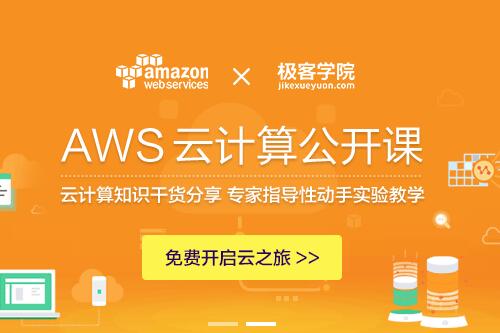 amazon
webservices
×
极客学院
jikexueyuan.com
AWS 云计算公开课
云计算知识干货分享 专家指导性动手实验教学
免费开启云之旅 >>